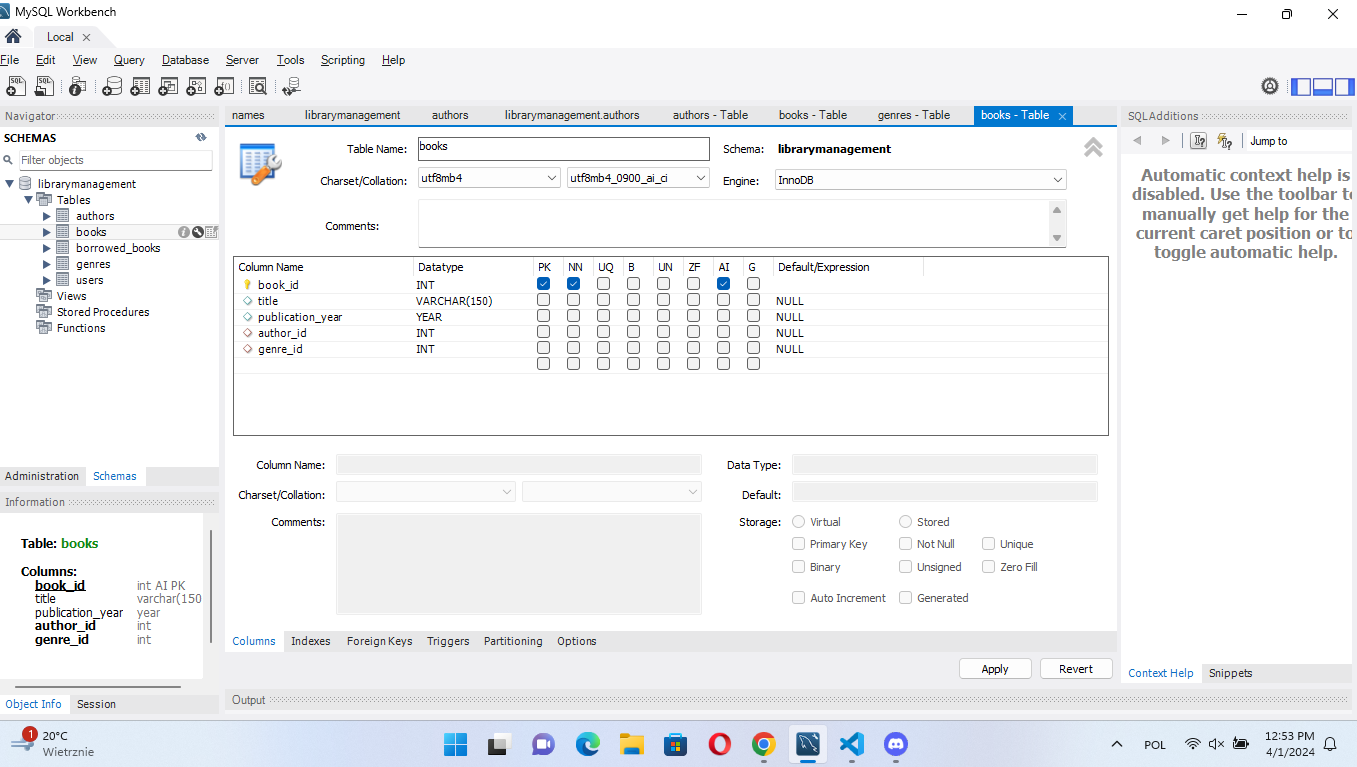 MySQL Workbench
Local
File Edit View Query Database Server Tools Scripting Help
Navigator
SCHEMAS
Filter objects
librarymanagement
Tables
authors
books
borrowed_books
genres
users
Views
Stored Procedures
Functions
Administration Schemas
Information
Table: books
Columns:
book_id int AI PK
title varchar(150
publication_year year
author_id int
genre_id int
Object Info Session
names librarymanagement authors librarymanagement.authors authors - Table books - Table genres - Table books - Table
Table Name: books Schema: librarymanagement
Charset/Collation: utf8mb4 utf8mb4_0900_ai_ci Engine: InnoDB
Comments:
Column Name Datatype PK NN UQ B UN ZF AI G Default/Expression
book_id INT
title VARCHAR(150) NULL
publication_year YEAR NULL
author_id INT NULL
genre_id INT NULL
Column Name: Data Type:
Charset/Collation: Default:
Comments: Storage: Virtual Stored
Primary Key Not Null Unique
Binary Unsigned Zero Fill
Auto Increment Generated
Columns Indexes Foreign Keys Triggers Partitioning Options
Apply Revert
Output
SQL Additions
Jump to
Automatic context help is
disabled. Use the toolbar to
manually get help for the
current caret position or to
toggle automatic help.
Context Help Snippets
1
20°C
Wietrznie
POL
12:53 PM
4/1/2024